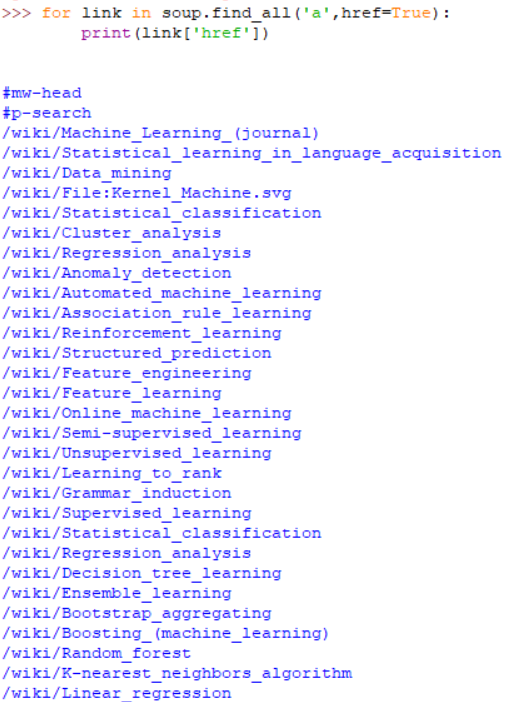 >>> for link in soup.find_all('a',href=True):
        print(link['href'])
#mw-head
#p-search
/wiki/Machine_Learning_(journal)
/wiki/Statistical_learning_in_language_acquisition
/wiki/Data_mining
/wiki/File:Kernel_Machine.svg
/wiki/Statistical_classification
/wiki/Cluster_analysis
/wiki/Regression_analysis
/wiki/Anomaly_detection
/wiki/Automated_machine_learning
/wiki/Association_rule_learning
/wiki/Reinforcement_learning
/wiki/Structured_prediction
/wiki/Feature_engineering
/wiki/Feature_learning
/wiki/Online_machine_learning
/wiki/Semi-supervised_learning
/wiki/Unsupervised_learning
/wiki/Learning_to_rank
/wiki/Grammar_induction
/wiki/Supervised_learning
/wiki/Statistical_classification
/wiki/Regression_analysis
/wiki/Decision_tree_learning
/wiki/Ensemble_learning
/wiki/Bootstrap_aggregating
/wiki/Boosting_(machine_learning)
/wiki/Random_forest
/wiki/K-nearest_neighbors_algorithm
/wiki/Linear_regression